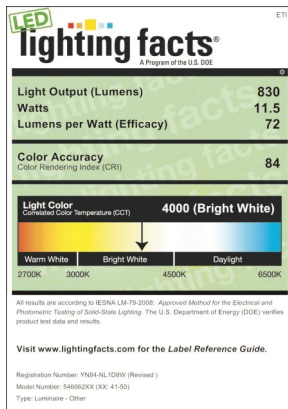 ETI
LED
lighting facts®
A Program of the U.S. DOE
Light Output (Lumens) 830
Watts 11.5
Lumens per Watt (Efficacy) 72
Color Accuracy 84
Color Rendering Index (CRI)
Light Color 4000 (Bright White)
Correlated Color Temperature (CCT)
Warm White Bright White Daylight
2700K 3000K 4500K 6500K
All results are according to IESNA LM-79-2008: Approved Method for the Electrical and
Photometric Testing of Solid-State Lighting. The U.S. Department of Energy (DOE) verifies
product test data and results.
Visit www.lightingfacts.com for the Label Reference Guide.
Registration Number: YN84-NL1D8W (Revised )
Model Number: 546062XX (XX: 41-50)
Type: Luminaire - Other